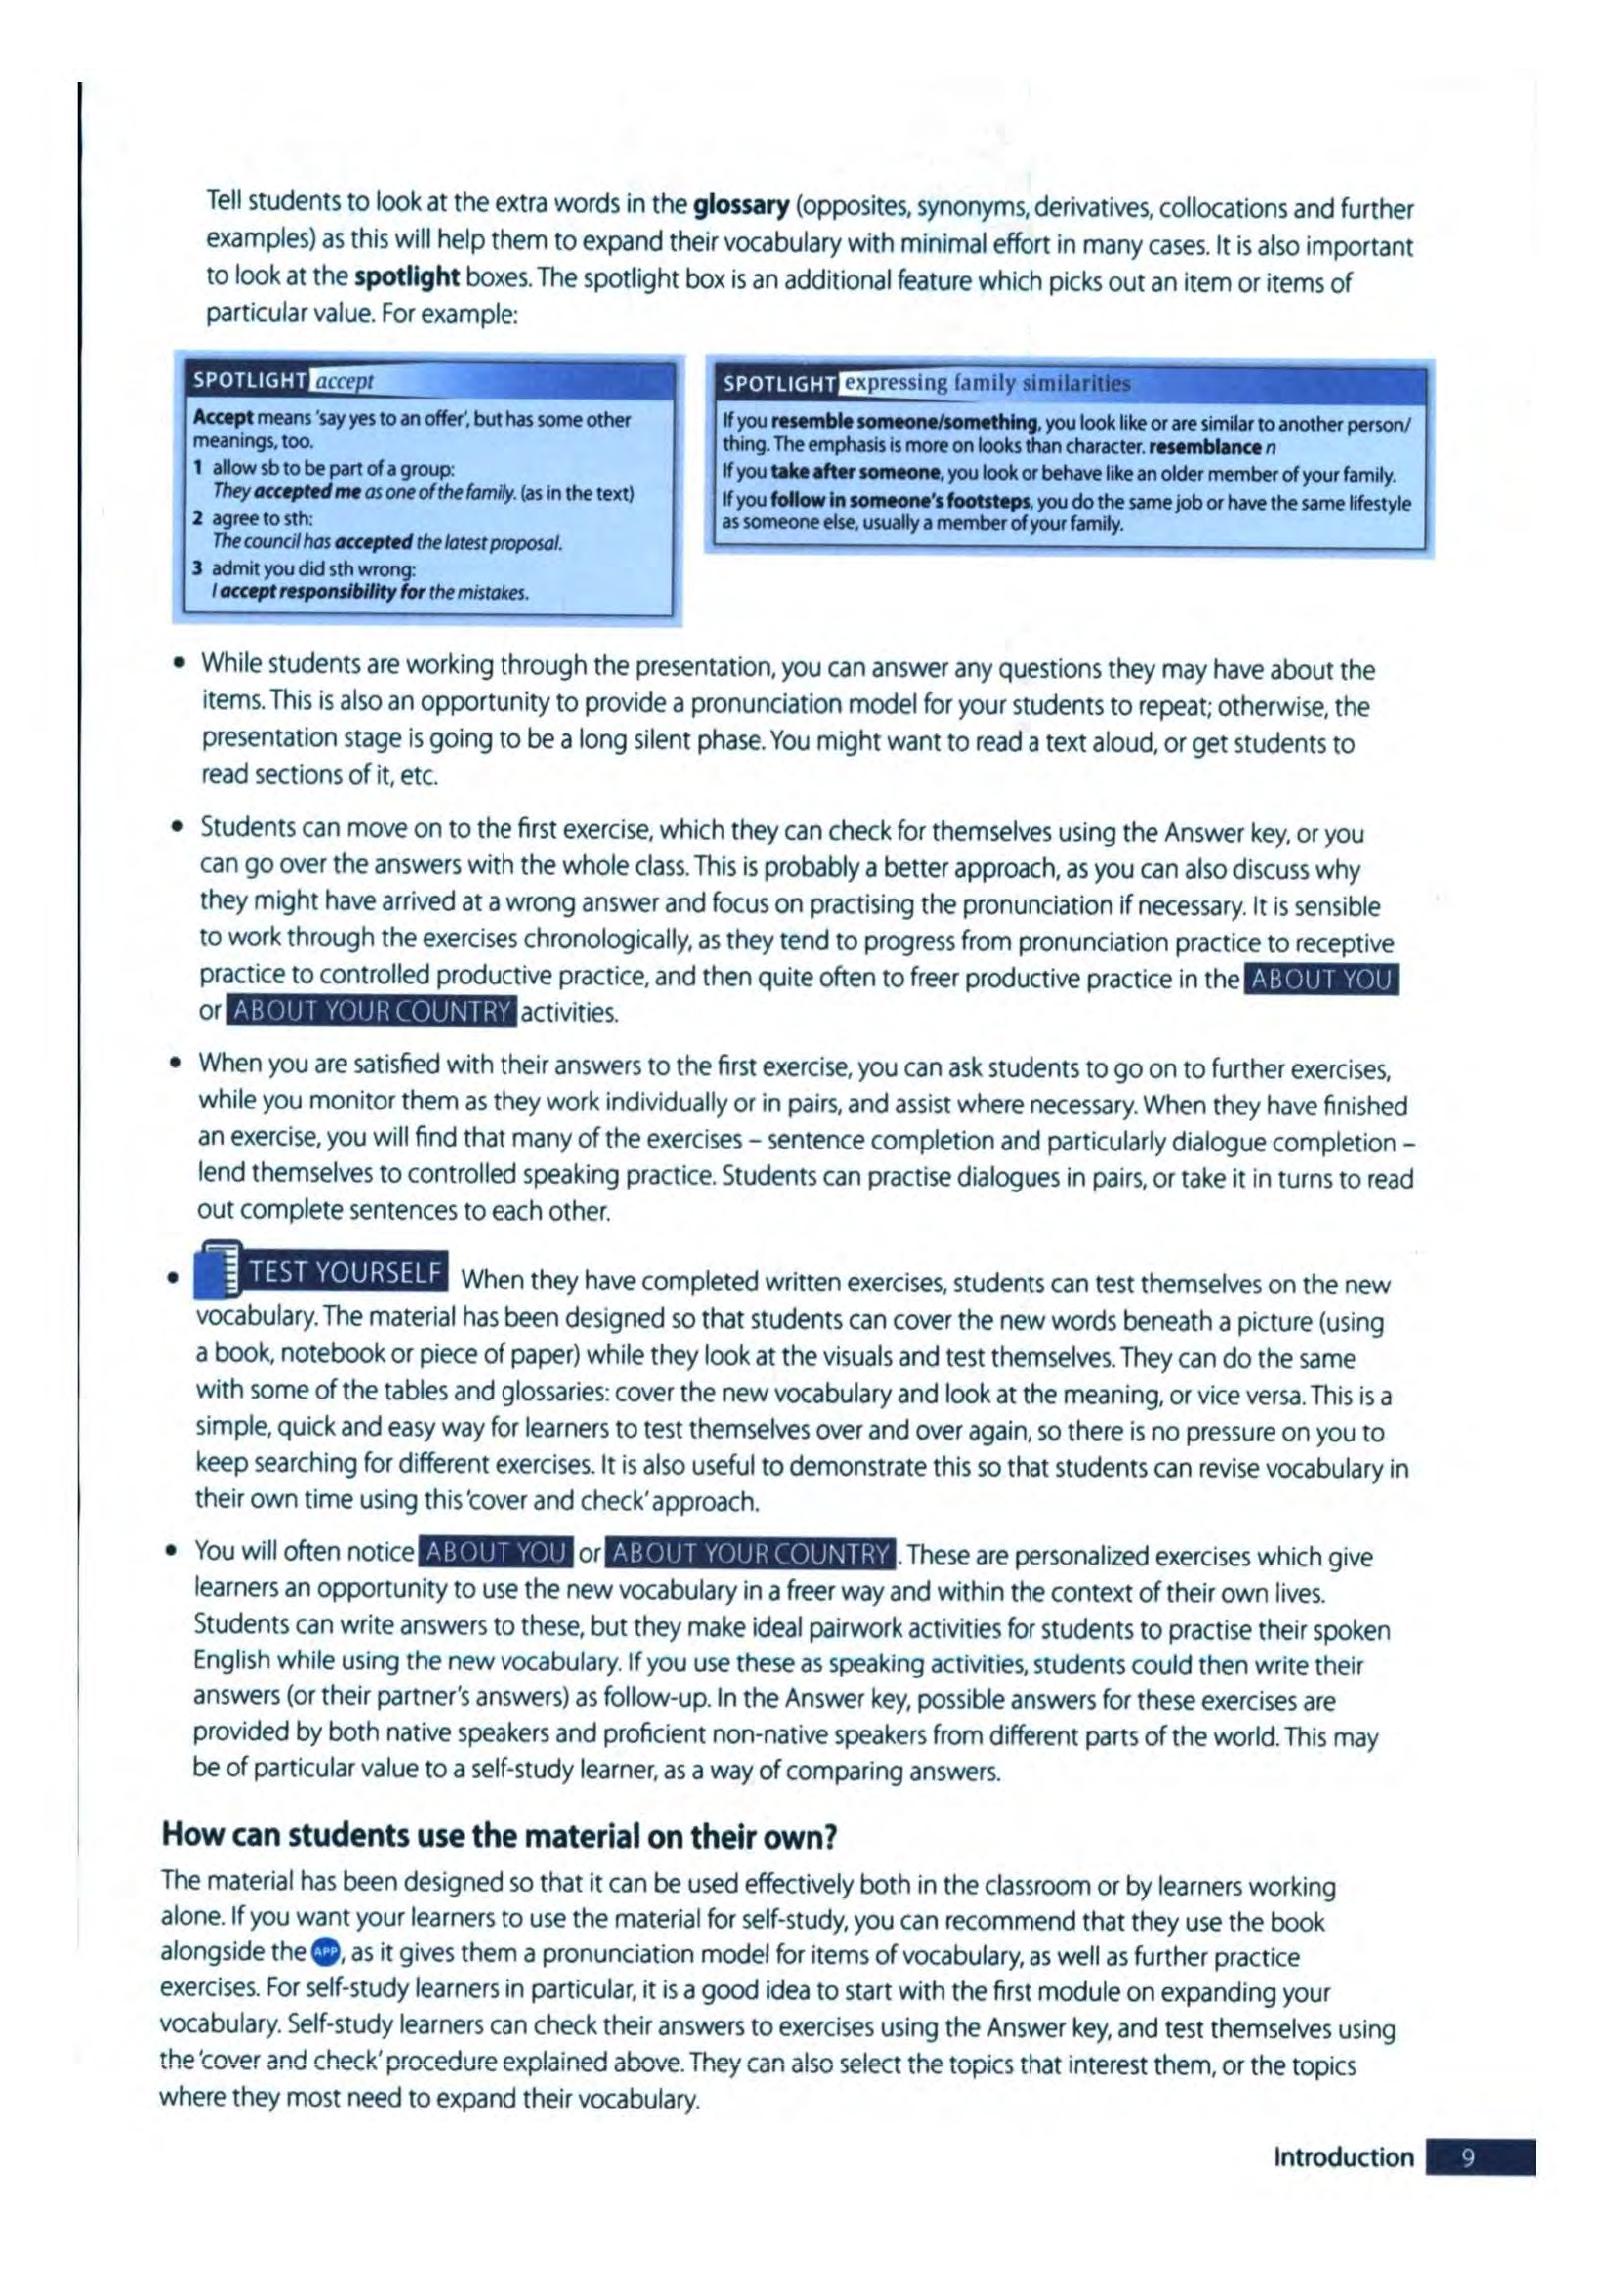 Tell students to look at the extra words in the glossary (opposites, synonyms, derivatives, collocations and further
examples) as this will help them to expand their vocabulary with minimal effort in many cases. It is also important
to look at the spotlight boxes. The spotlight box is an additional feature which picks out an item or items of
particular value. For example:
SPOTLIGHT accept
Accept means 'say yes to an offer', but has some other
meanings, too.
1 allow sb to be part of a group:
They accepted me as one of the family. (as in the text)
2 agree to sth:
The council has accepted the latest proposal.
3 admit you did sth wrong:
I accept responsibility for the mistakes.
SPOTLIGHT expressing family similarities
If you resemble someone/something, you look like or are similar to another person/
thing. The emphasis is more on looks than character. resemblance n
If you take after someone, you look or behave like an older member of your family.
If you follow in someone's footsteps, you do the same job or have the same lifestyle
as someone else, usually a member of your family.
• While students are working through the presentation, you can answer any questions they may have about the
items. This is also an opportunity to provide a pronunciation model for your students to repeat; otherwise, the
presentation stage is going to be a long silent phase. You might want to read a text aloud, or get students to
read sections of it, etc.
• Students can move on to the first exercise, which they can check for themselves using the Answer key, or you
can go over the answers with the whole class. This is probably a better approach, as you can also discuss why
they might have arrived at a wrong answer and focus on practising the pronunciation if necessary. It is sensible
to work through the exercises chronologically, as they tend to progress from pronunciation practice to receptive
practice to controlled productive practice, and then quite often to freer productive practice in the ABOUT YOU
or ABOUT YOUR COUNTRY activities.
• When you are satisfied with their answers to the first exercise, you can ask students to go on to further exercises,
while you monitor them as they work individually or in pairs, and assist where necessary. When they have finished
an exercise, you will find that many of the exercises – sentence completion and particularly dialogue completion –
lend themselves to controlled speaking practice. Students can practise dialogues in pairs, or take it in turns to read
out complete sentences to each other.
• TEST YOURSELF When they have completed written exercises, students can test themselves on the new
vocabulary. The material has been designed so that students can cover the new words beneath a picture (using
a book, notebook or piece of paper) while they look at the visuals and test themselves. They can do the same
with some of the tables and glossaries: cover the new vocabulary and look at the meaning, or vice versa. This is a
simple, quick and easy way for learners to test themselves over and over again, so there is no pressure on you to
keep searching for different exercises. It is also useful to demonstrate this so that students can revise vocabulary in
their own time using this 'cover and check' approach.
• You will often notice ABOUT YOU or ABOUT YOUR COUNTRY. These are personalized exercises which give
learners an opportunity to use the new vocabulary in a freer way and within the context of their own lives.
Students can write answers to these, but they make ideal pairwork activities for students to practise their spoken
English while using the new vocabulary. If you use these as speaking activities, students could then write their
answers (or their partner's answers) as follow-up. In the Answer key, possible answers for these exercises are
provided by both native speakers and proficient non-native speakers from different parts of the world. This may
be of particular value to a self-study learner, as a way of comparing answers.
How can students use the material on their own?
The material has been designed so that it can be used effectively both in the classroom or by learners working
alone. If you want your learners to use the material for self-study, you can recommend that they use the book
alongside the APP, as it gives them a pronunciation model for items of vocabulary, as well as further practice
exercises. For self-study learners in particular, it is a good idea to start with the first module on expanding your
vocabulary. Self-study learners can check their answers to exercises using the Answer key, and test themselves using
the 'cover and check' procedure explained above. They can also select the topics that interest them, or the topics
where they most need to expand their vocabulary.
Introduction 9